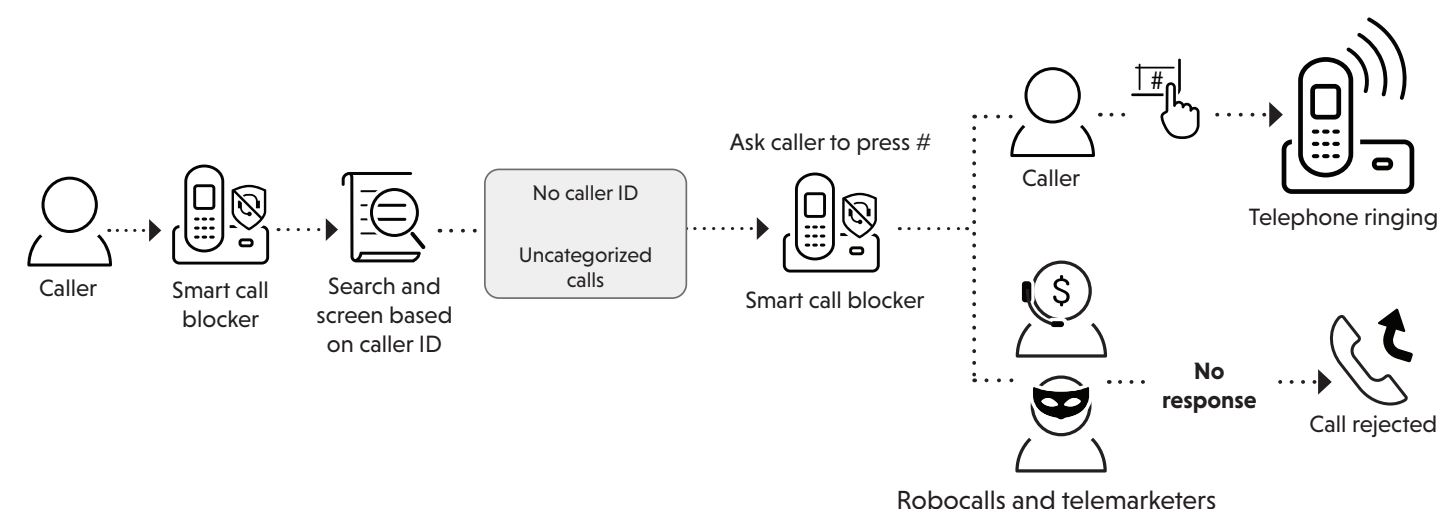 Caller
Smart call
blocker
Search and
screen based
on caller ID
No caller ID
Uncategorized
calls
Ask caller to press #
Smart call blocker
Caller
#
Telephone ringing
$
No
response
Call rejected
Robocalls and telemarketers